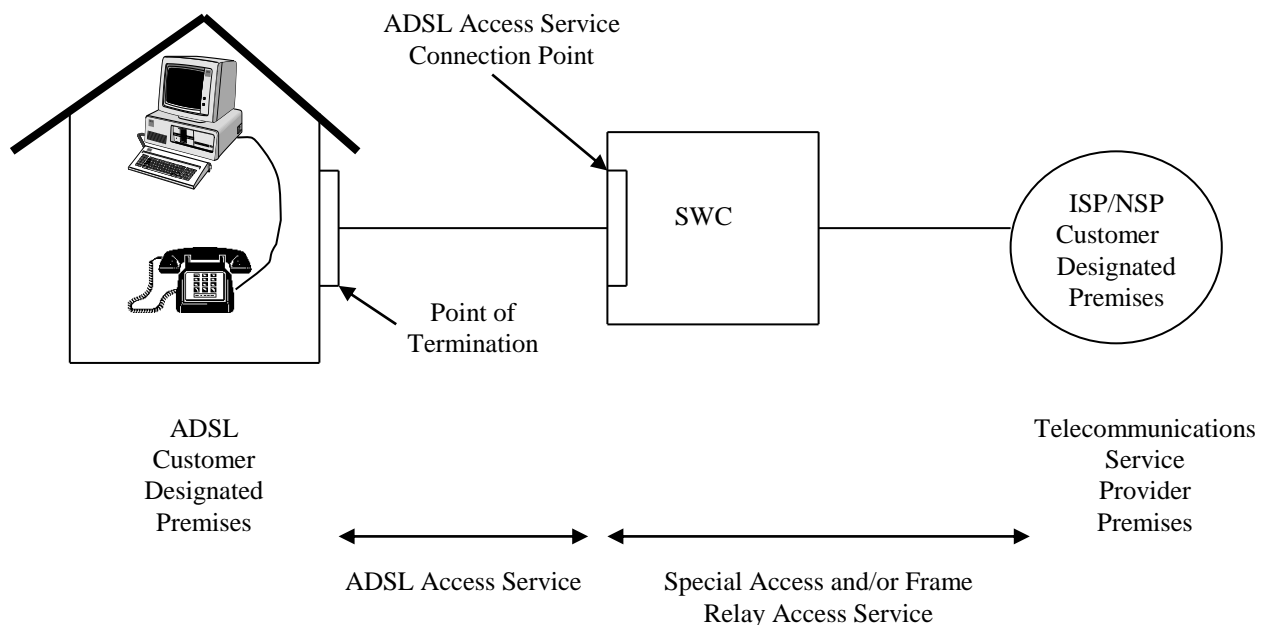 ADSL Access Service
Connection Point
SWC
ISP/NSP
Customer
Designated
Premises
Point of
Termination
ADSL
Customer
Designated
Premises
Telecommunications
Service
Provider
Premises
ADSL Access Service
Special Access and/or Frame
Relay Access Service